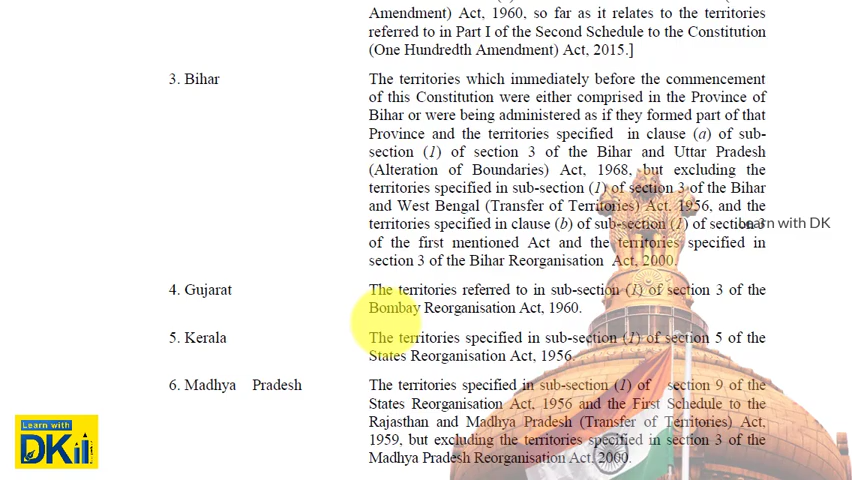 Amendment) Act, 1960, so far as it relates to the territories
referred to in Part I of the Second Schedule to the Constitution
(One Hundredth Amendment) Act, 2015.]
3. Bihar
The territories which immediately before the commencement
of this Constitution were either comprised in the Province of
Bihar or were being administered as if they formed part of that
Province and the territories specified in clause (a) of sub-
section (1) of section 3 of the Bihar and Uttar Pradesh
(Alteration of Boundaries) Act, 1968, but excluding the
territories specified in sub-section (1) of section 3 of the Bihar
and West Bengal (Transfer of Territories) Act, 1956, and the
territories specified in clause (b) of sub-section (1) of section 3
of the first mentioned Act and the territories specified in
section 3 of the Bihar Reorganisation Act, 2000.
Learn with DK
4. Gujarat
The territories referred to in sub-section (1) of section 3 of the
Bombay Reorganisation Act, 1960.
5. Kerala
The territories specified in sub-section (1) of section 5 of the
States Reorganisation Act, 1956.
6. Madhya Pradesh
The territories specified in sub-section (1) of section 9 of the
States Reorganisation Act, 1956 and the First Schedule to the
Rajasthan and Madhya Pradesh (Transfer of Territories) Act,
1959, but excluding the territories specified in section 3 of the
Madhya Pradesh Reorganisation Act, 2000.
Learn with
DK